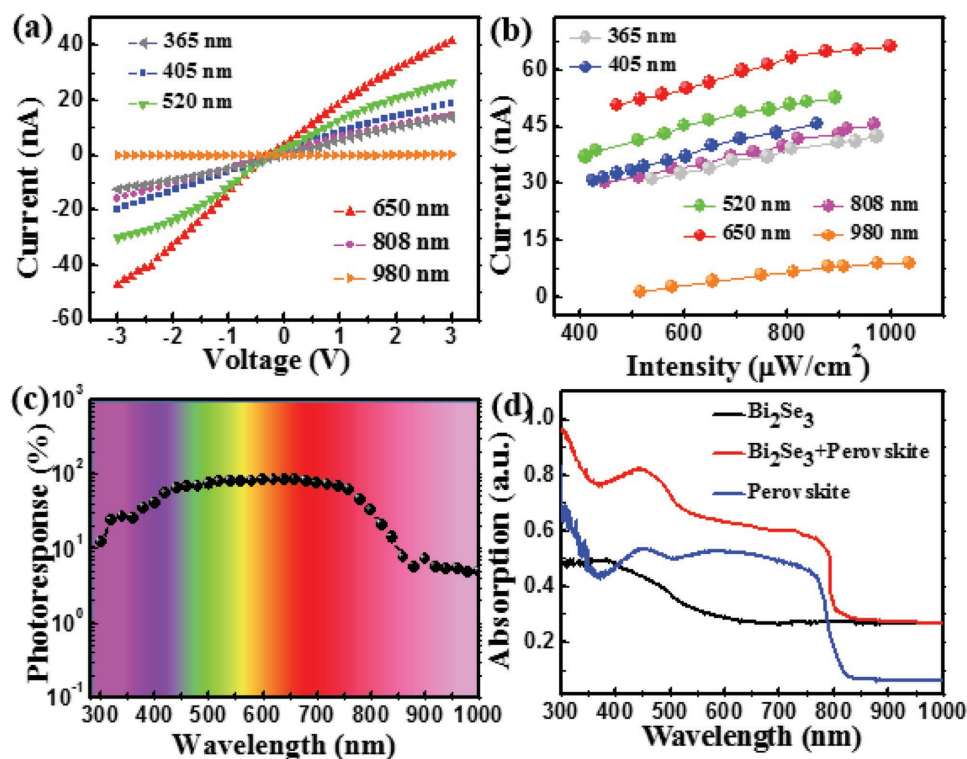 (a)
40
20
0
-20
-40
-60
Current (nA)
365 nm
405 nm
520 nm
650 nm
808 nm
980 nm
-3 -2 -1 0 1 2 3
Voltage (V)
(b)
60
45
30
15
0
Current (nA)
365 nm
405 nm
520 nm 808 nm
650 nm 980 nm
400 600 800 1000
Intensity (μW/cm²)
(c)
10³
10²
10¹
10⁰
10⁻¹
Photoresponse (%)
300 400 500 600 700 800 900 1000
Wavelength (nm)
(d)
1.0
0.8
0.6
0.4
0.2
Absorption (a.u.)
Bi₂Se₃
Bi₂Se₃+Perovskite
Perovskite
300 400 500 600 700 800 900 1000
Wavelength (nm)